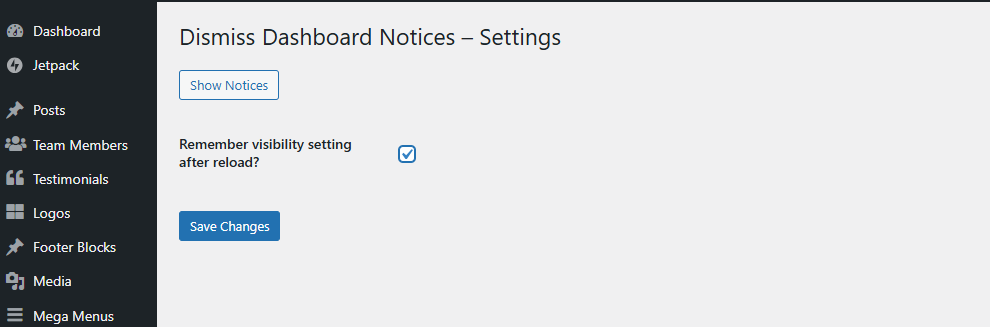 Dashboard
Jetpack
Posts
Team Members
Testimonials
Logos
Footer Blocks
Media
Mega Menus
Dismiss Dashboard Notices – Settings
Show Notices
Remember visibility setting
after reload?
Save Changes